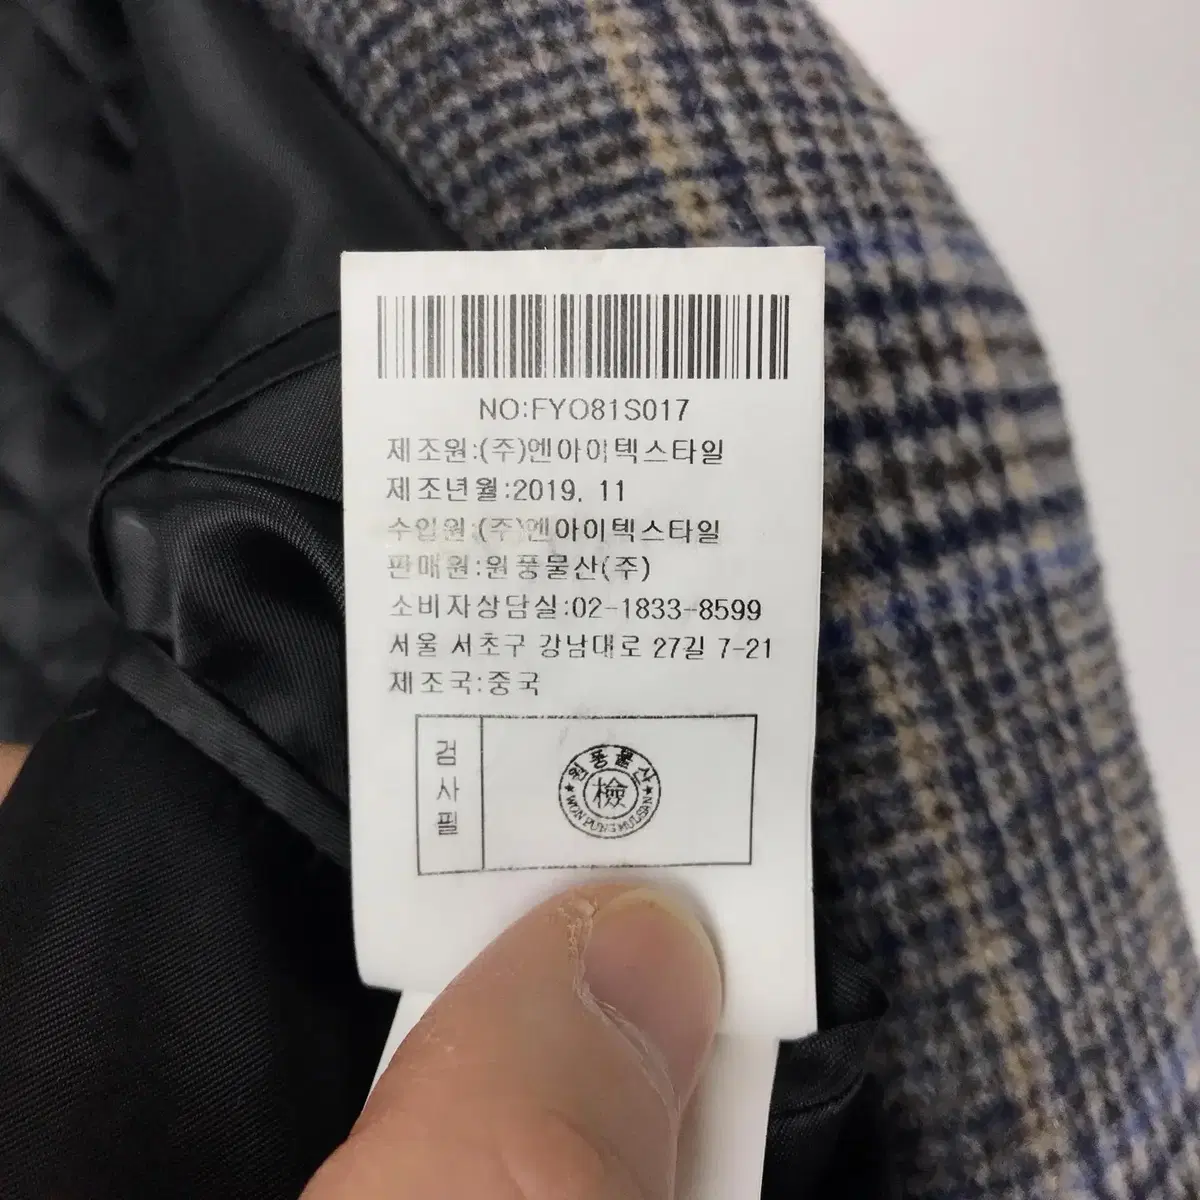 NO:FYO81S017
제조원:(주)엔아이텍스타일
제조년월:2019. 11
수입원:(주)엔아이텍스타일
판매원:원풍물산(주)
소비자상담실:02-1833-8599
서울 서초구 강남대로 27길 7-21
제조국:중국
검사필
원풍물산
檢
WON PUNG MULSAN